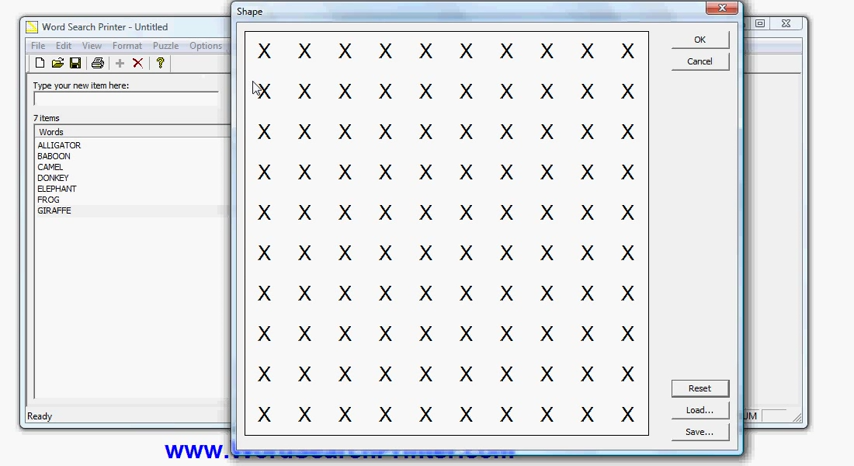 Word Search Printer - Untitled
File Edit View Format Puzzle Options
Type your new item here:
7 items
Words
ALLIGATOR
BABOON
CAMEL
DONKEY
ELEPHANT
FROG
GIRAFFE
Ready
Shape
X X X X X X X X X X
X X X X X X X X X X
X X X X X X X X X X
X X X X X X X X X X
X X X X X X X X X X
X X X X X X X X X X
X X X X X X X X X X
X X X X X X X X X X
X X X X X X X X X X
X X X X X X X X X X
OK
Cancel
Reset
Load...
Save...
UM
www.WordSearchPrinter.com